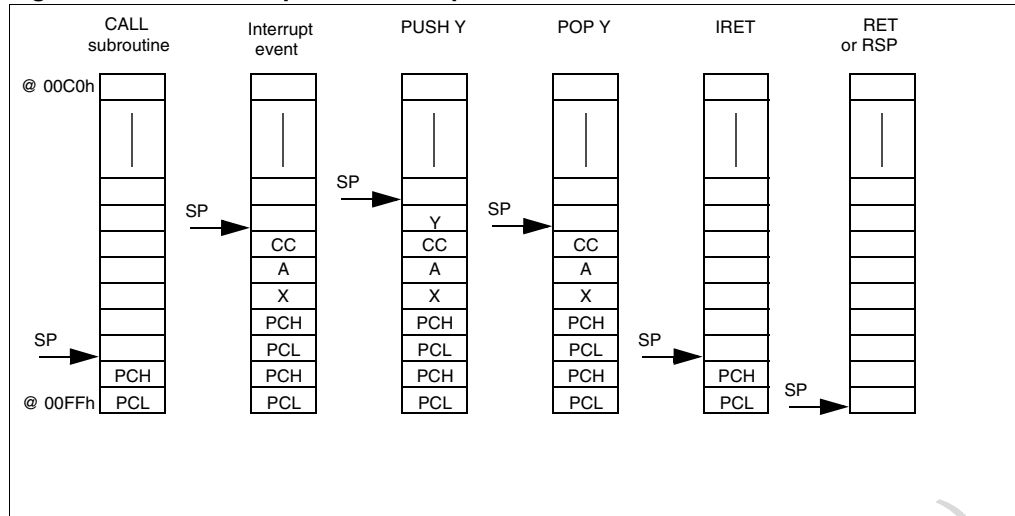 CALL subroutine
Interrupt event
PUSH Y
POP Y
IRET
RET or RSP
@ 00C0h
SP
SP
SP
Y
CC CC CC
A A A
X X X
PCH PCH PCH
SP PCL PCL PCL SP
PCH PCH PCH PCH PCH
SP
@ 00FFh PCL PCL PCL PCL PCL